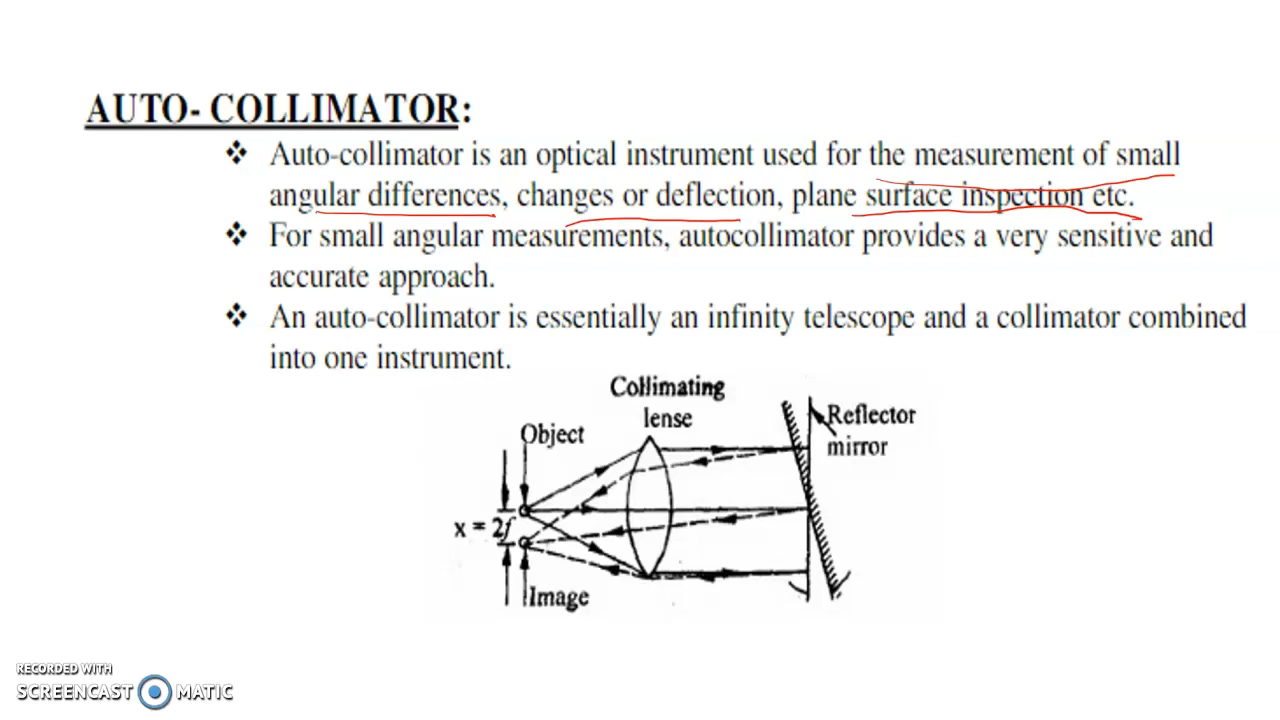 AUTO- COLLIMATOR:
❖ Auto-collimator is an optical instrument used for the measurement of small
angular differences, changes or deflection, plane surface inspection etc.
❖ For small angular measurements, autocollimator provides a very sensitive and
accurate approach.
❖ An auto-collimator is essentially an infinity telescope and a collimator combined
into one instrument.
Collimating
lense
Object
Reflector
mirror
x = 2f
Image
RECORDED WITH
SCREENCAST MATIC